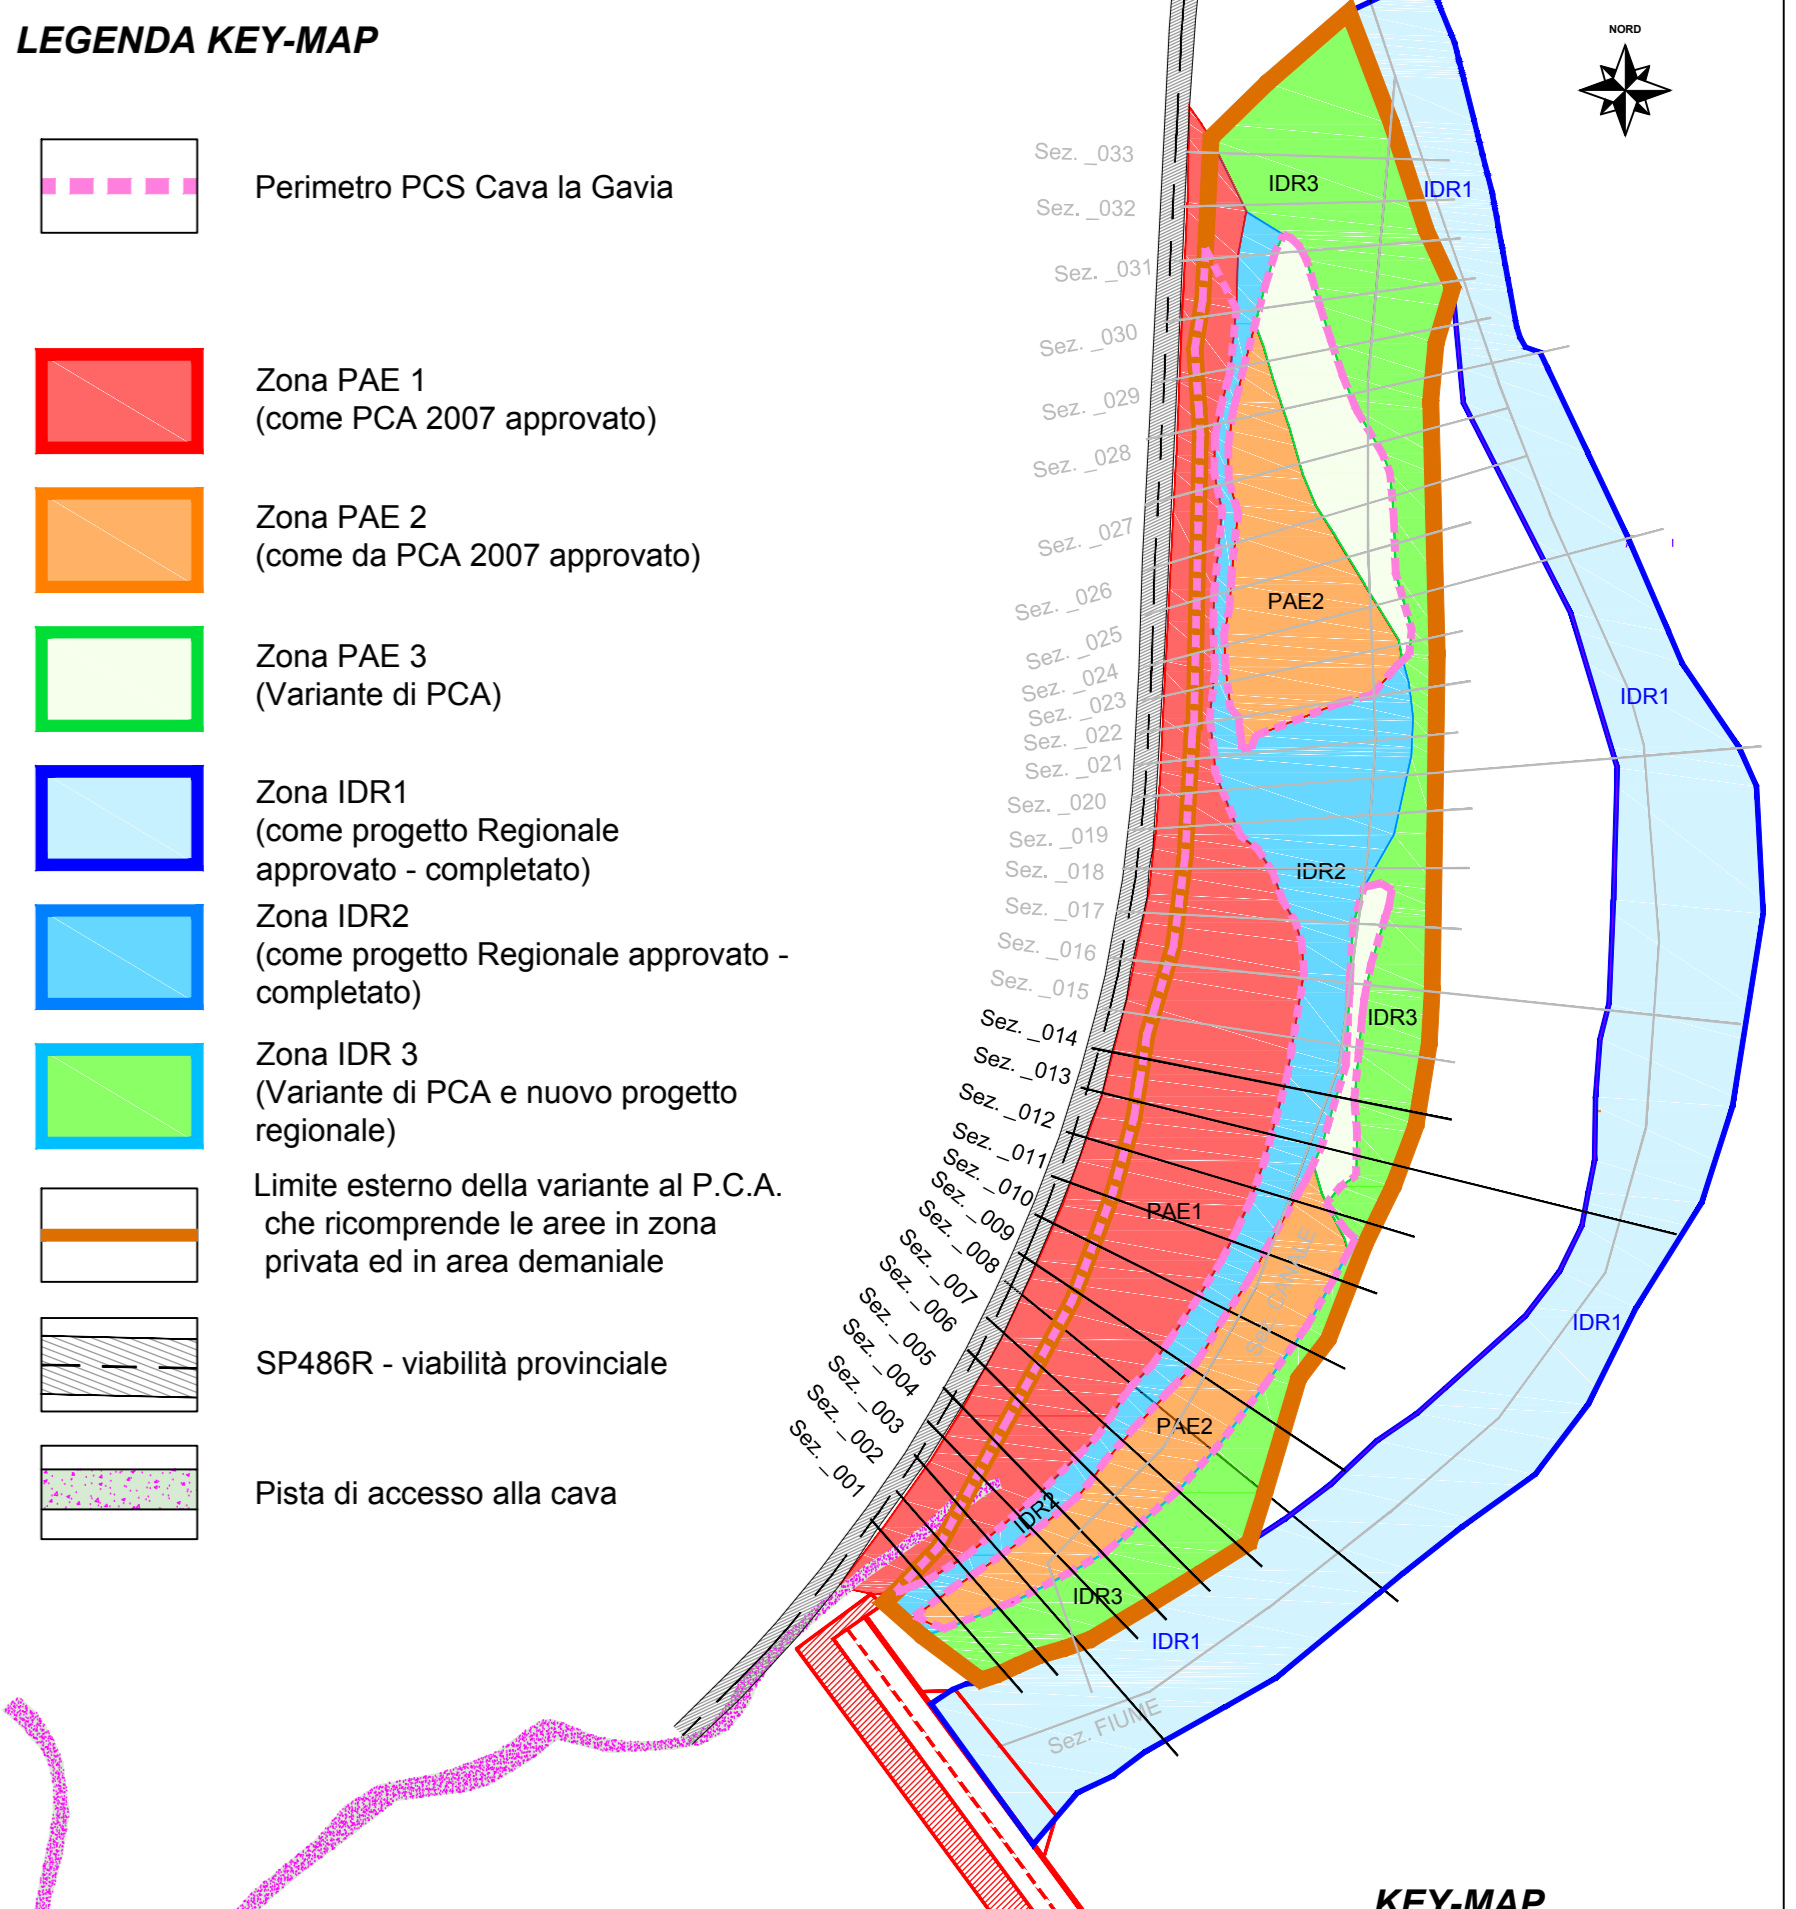 LEGENDA KEY-MAP
Perimetro PCS Cava la Gavia
Zona PAE 1
(come PCA 2007 approvato)
Zona PAE 2
(come da PCA 2007 approvato)
Zona PAE 3
(Variante di PCA)
Zona IDR1
(come progetto Regionale
approvato - completato)
Zona IDR2
(come progetto Regionale approvato -
completato)
Zona IDR 3
(Variante di PCA e nuovo progetto
regionale)
Limite esterno della variante al P.C.A.
che ricomprende le aree in zona
privata ed in area demaniale
SP486R - viabilità provinciale
Pista di accesso alla cava
NORD
Sez. _033
Sez. _032
Sez. _031
Sez. _030
Sez. _029
Sez. _028
Sez. _027
Sez. _026
Sez. _025
Sez. _024
Sez. _023
Sez. _022
Sez. _021
Sez. _020
Sez. _019
Sez. _018
Sez. _017
Sez. _016
Sez. _015
Sez. _014
Sez. _013
Sez. _012
Sez. _011
Sez. _010
Sez. _009
Sez. _008
Sez. _007
Sez. _006
Sez. _005
Sez. _004
Sez. _003
Sez. _002
Sez. _001
IDR3
IDR1
PAE2
IDR1
IDR2
IDR3
PAE1
Sez. CANALE
IDR1
PAE2
IDR2
IDR3
IDR1
Sez. FIUME
KEY-MAP